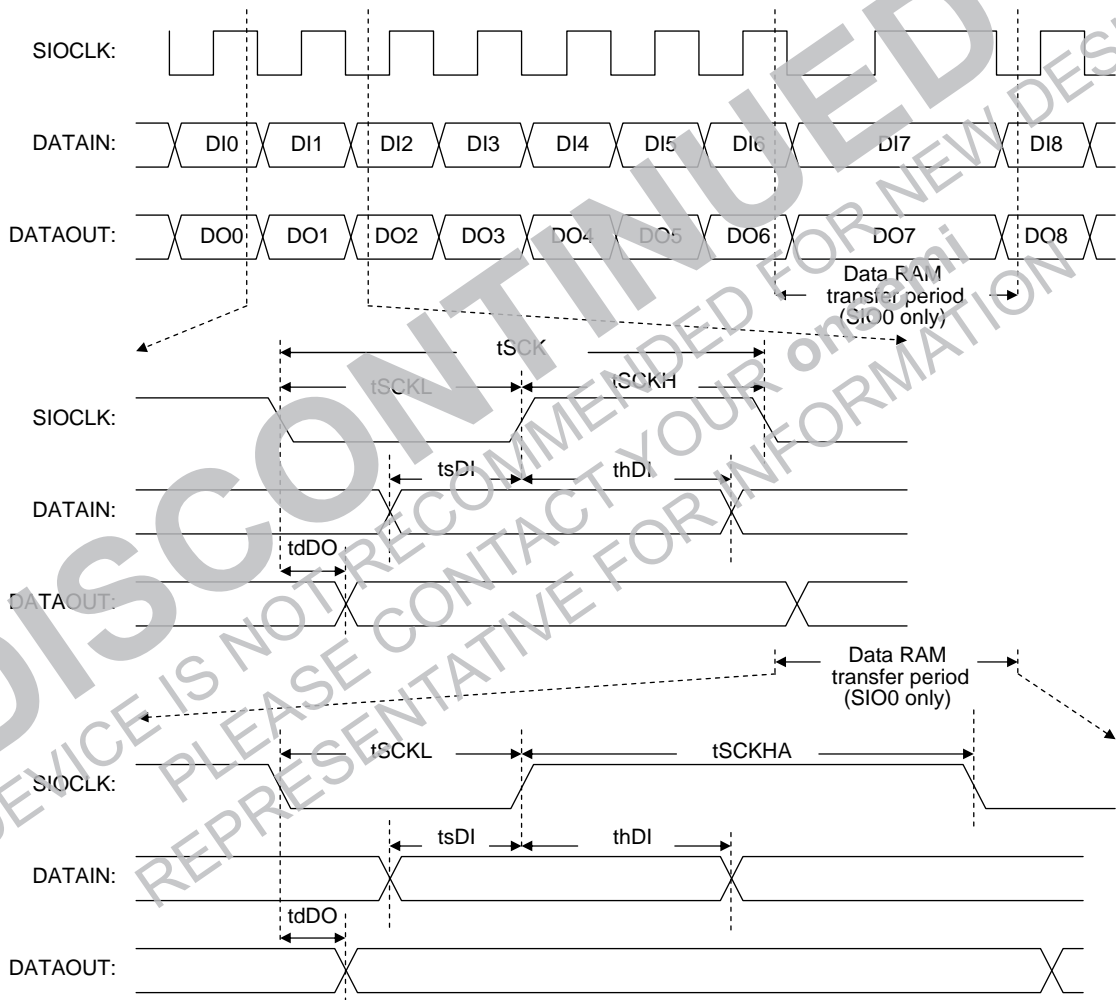 SIOCLK:
DATAIN: DI0 DI1 DI2 DI3 DI4 DI5 DI6 DI7 DI8
DATAOUT: DO0 DO1 DO2 DO3 DO4 DO5 DO6 DO7 DO8
Data RAM
transfer period
(SIO0 only)
tSCK
tSCKL tSCKH
SIOCLK:
tsDI thDI
DATAIN:
tdDO
DATAOUT:
Data RAM
transfer period
(SIO0 only)
tSCKL tSCKHA
SIOCLK:
tsDI thDI
DATAIN:
tdDO
DATAOUT:
DISCONTINUED
DEVICE IS NOT RECOMMENDED FOR NEW DESI
PLEASE CONTACT YOUR onsemi
REPRESENTATIVE FOR INFORMATION